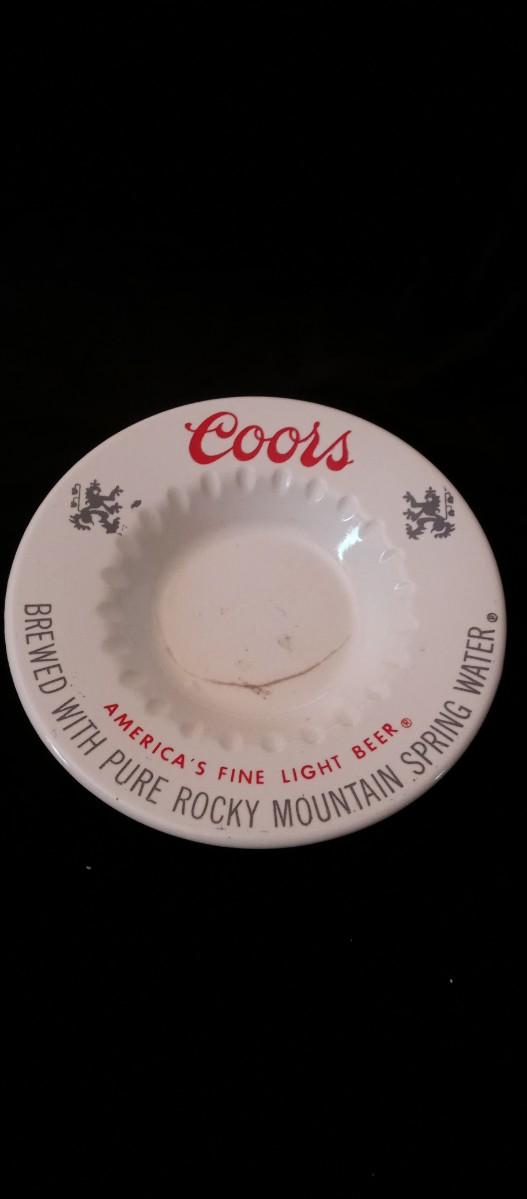 Coors
AMERICA'S FINE LIGHT BEER®
BREWED WITH PURE ROCKY MOUNTAIN SPRING WATER®